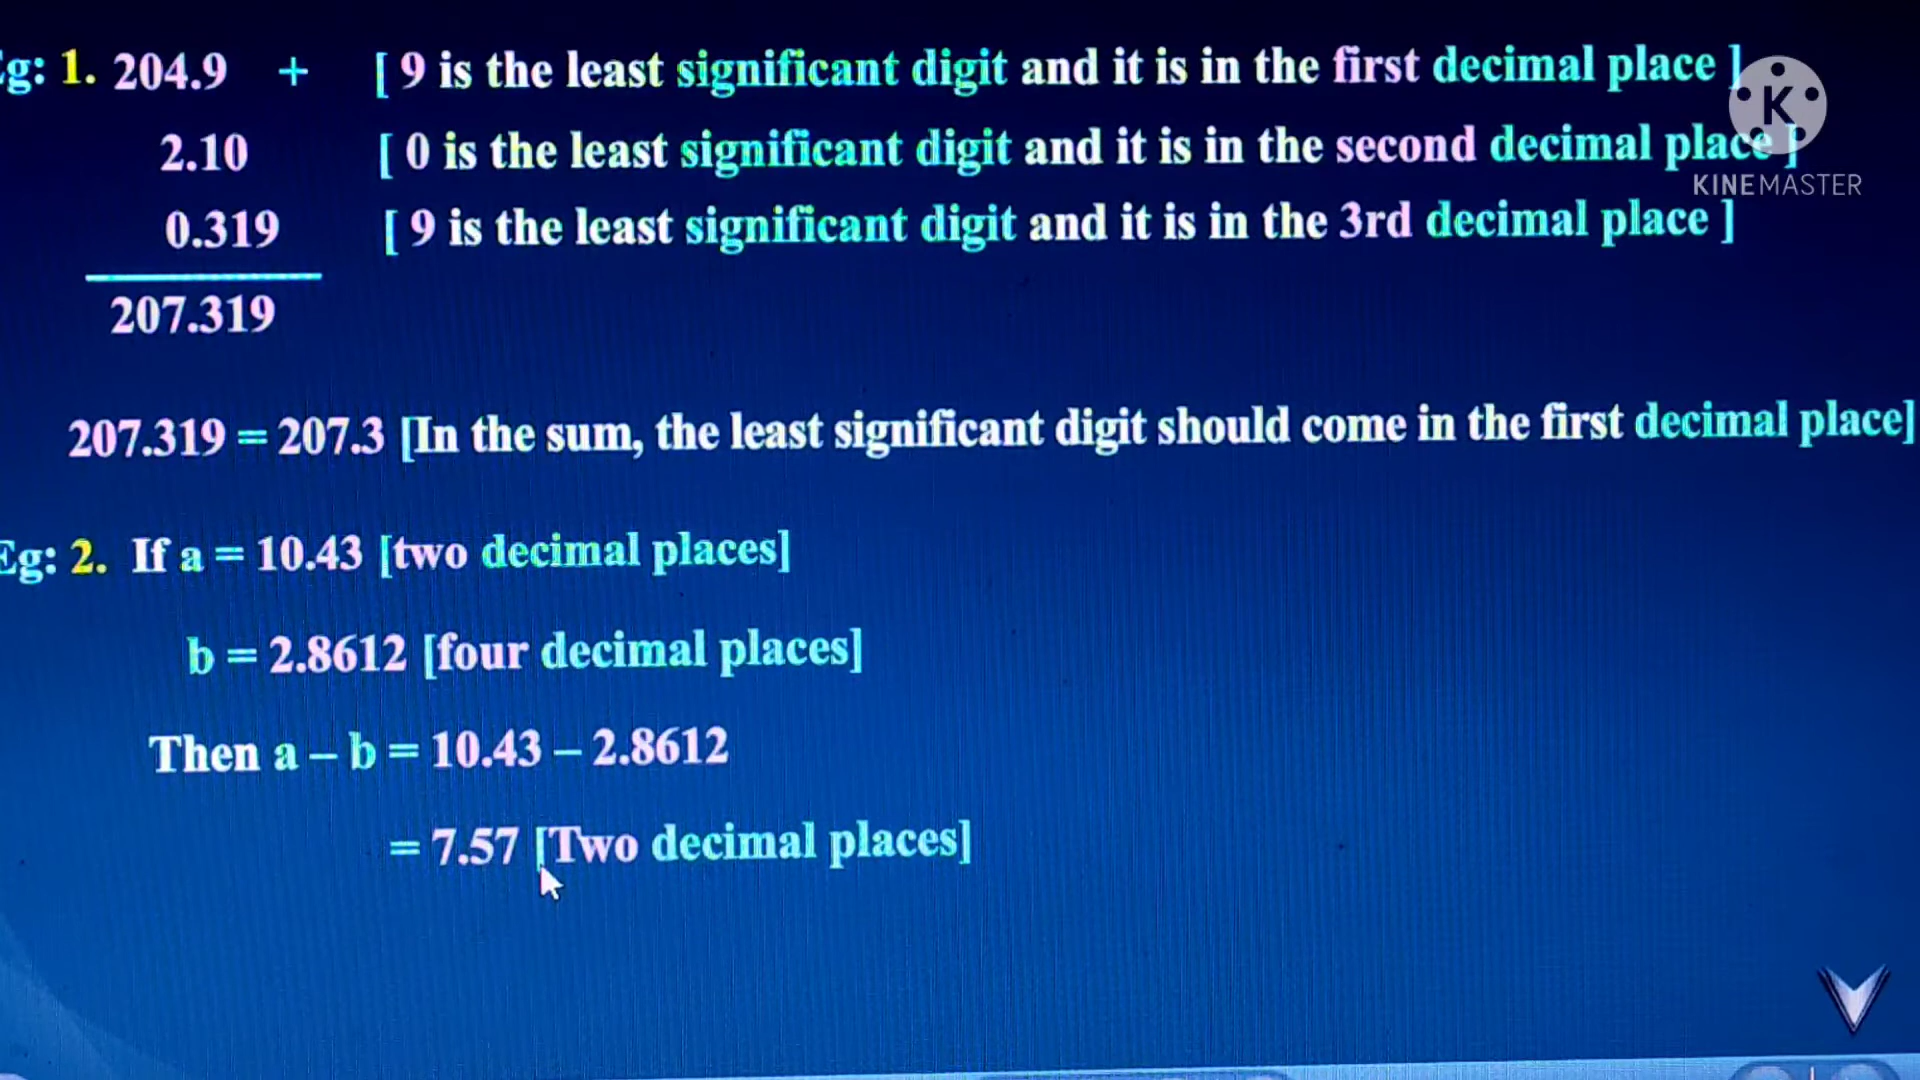 Eg: 1. 204.9 + [ 9 is the least significant digit and it is in the first decimal place ]
2.10 [ 0 is the least significant digit and it is in the second decimal place ]
0.319 [ 9 is the least significant digit and it is in the 3rd decimal place ]
207.319
207.319 = 207.3 [In the sum, the least significant digit should come in the first decimal place]
Eg: 2. If a = 10.43 [two decimal places]
b = 2.8612 [four decimal places]
Then a – b = 10.43 – 2.8612
= 7.57 [Two decimal places]
K
KINEMASTER